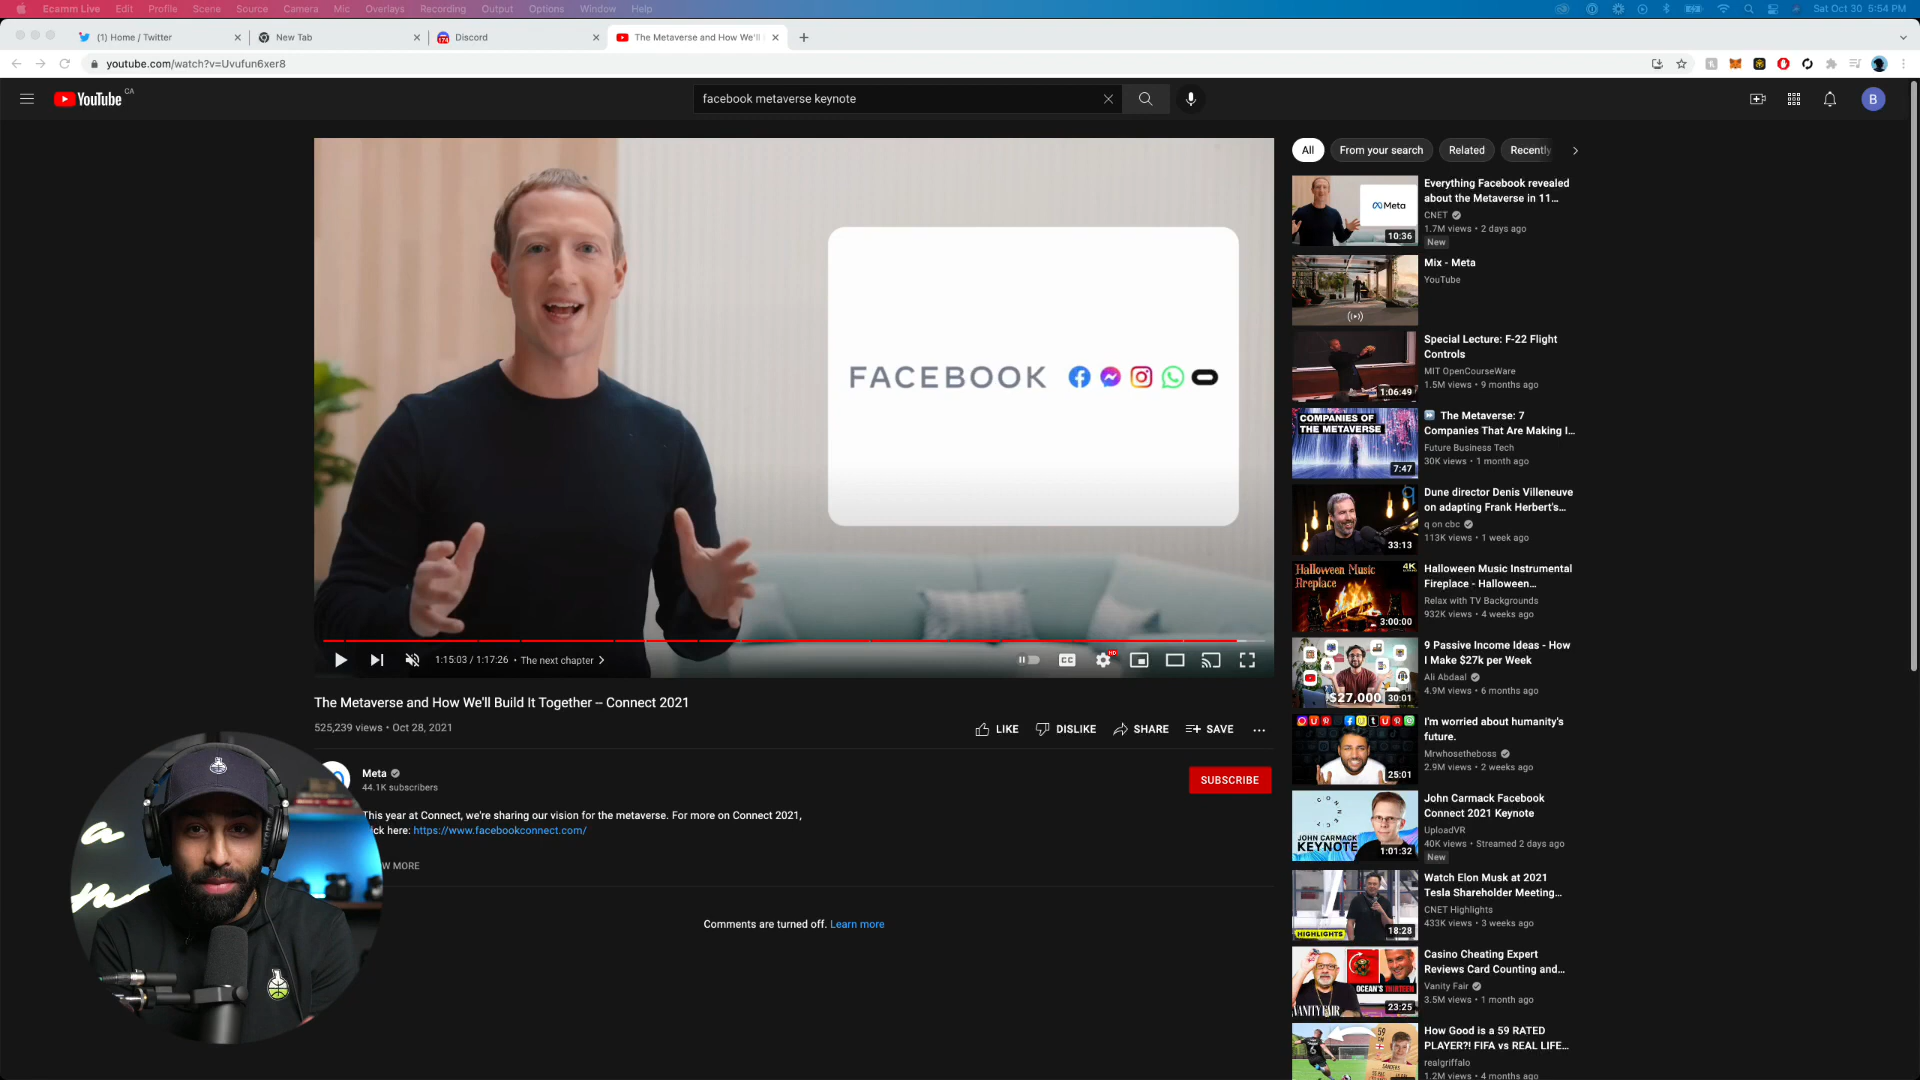 Ecamm Live Edit Profile Scene Source Camera Mic Overlays Recording Output Options Window Help Sat Oct 30 5:54 PM
(1) Home / Twitter New Tab Discord The Metaverse and How We'll
youtube.com/watch?v=Uvufun6xer8
YouTube CA
facebook metaverse keynote
B
FACEBOOK
1:15:03 / 1:17:26 • The next chapter
CC
HD
The Metaverse and How We'll Build It Together -- Connect 2021
525,239 views • Oct 28, 2021
LIKE DISLIKE SHARE SAVE
Meta
44.1K subscribers
SUBSCRIBE
This year at Connect, we're sharing our vision for the metaverse. For more on Connect 2021,
ck here: https://www.facebookconnect.com/
W MORE
Comments are turned off. Learn more
All From your search Related Recently
Meta
10:36
Everything Facebook revealed
about the Metaverse in 11...
CNET
1.7M views • 2 days ago
New
Mix - Meta
YouTube
1:06:49
Special Lecture: F-22 Flight
Controls
MIT OpenCourseWare
1.5M views • 9 months ago
COMPANIES OF
THE METAVERSE
7:47
The Metaverse: 7
Companies That Are Making I...
Future Business Tech
30K views • 1 month ago
33:13
Dune director Denis Villeneuve
on adapting Frank Herbert's...
q on cbc
113K views • 1 week ago
Halloween Music
Fireplace
4K
3:00:00
Halloween Music Instrumental
Fireplace - Halloween...
Relax with TV Backgrounds
932K views • 4 weeks ago
$27,000
30:01
9 Passive Income Ideas - How
I Make $27k per Week
Ali Abdaal
4.9M views • 6 months ago
25:01
I'm worried about humanity's
future.
Mrwhosetheboss
2.9M views • 2 weeks ago
CONNECT
JOHN CARMACK
KEYNOTE
1:01:32
John Carmack Facebook
Connect 2021 Keynote
UploadVR
40K views • Streamed 2 days ago
New
HIGHLIGHTS
18:28
Watch Elon Musk at 2021
Tesla Shareholder Meeting...
CNET Highlights
433K views • 3 weeks ago
OCEAN'S THIRTEEN
VANITY FAIR
23:25
Casino Cheating Expert
Reviews Card Counting and...
Vanity Fair
3.5M views • 1 month ago
59
How Good is a 59 RATED
PLAYER?! FIFA vs REAL LIFE...
realgriffalo
1.2M views • 4 months ago